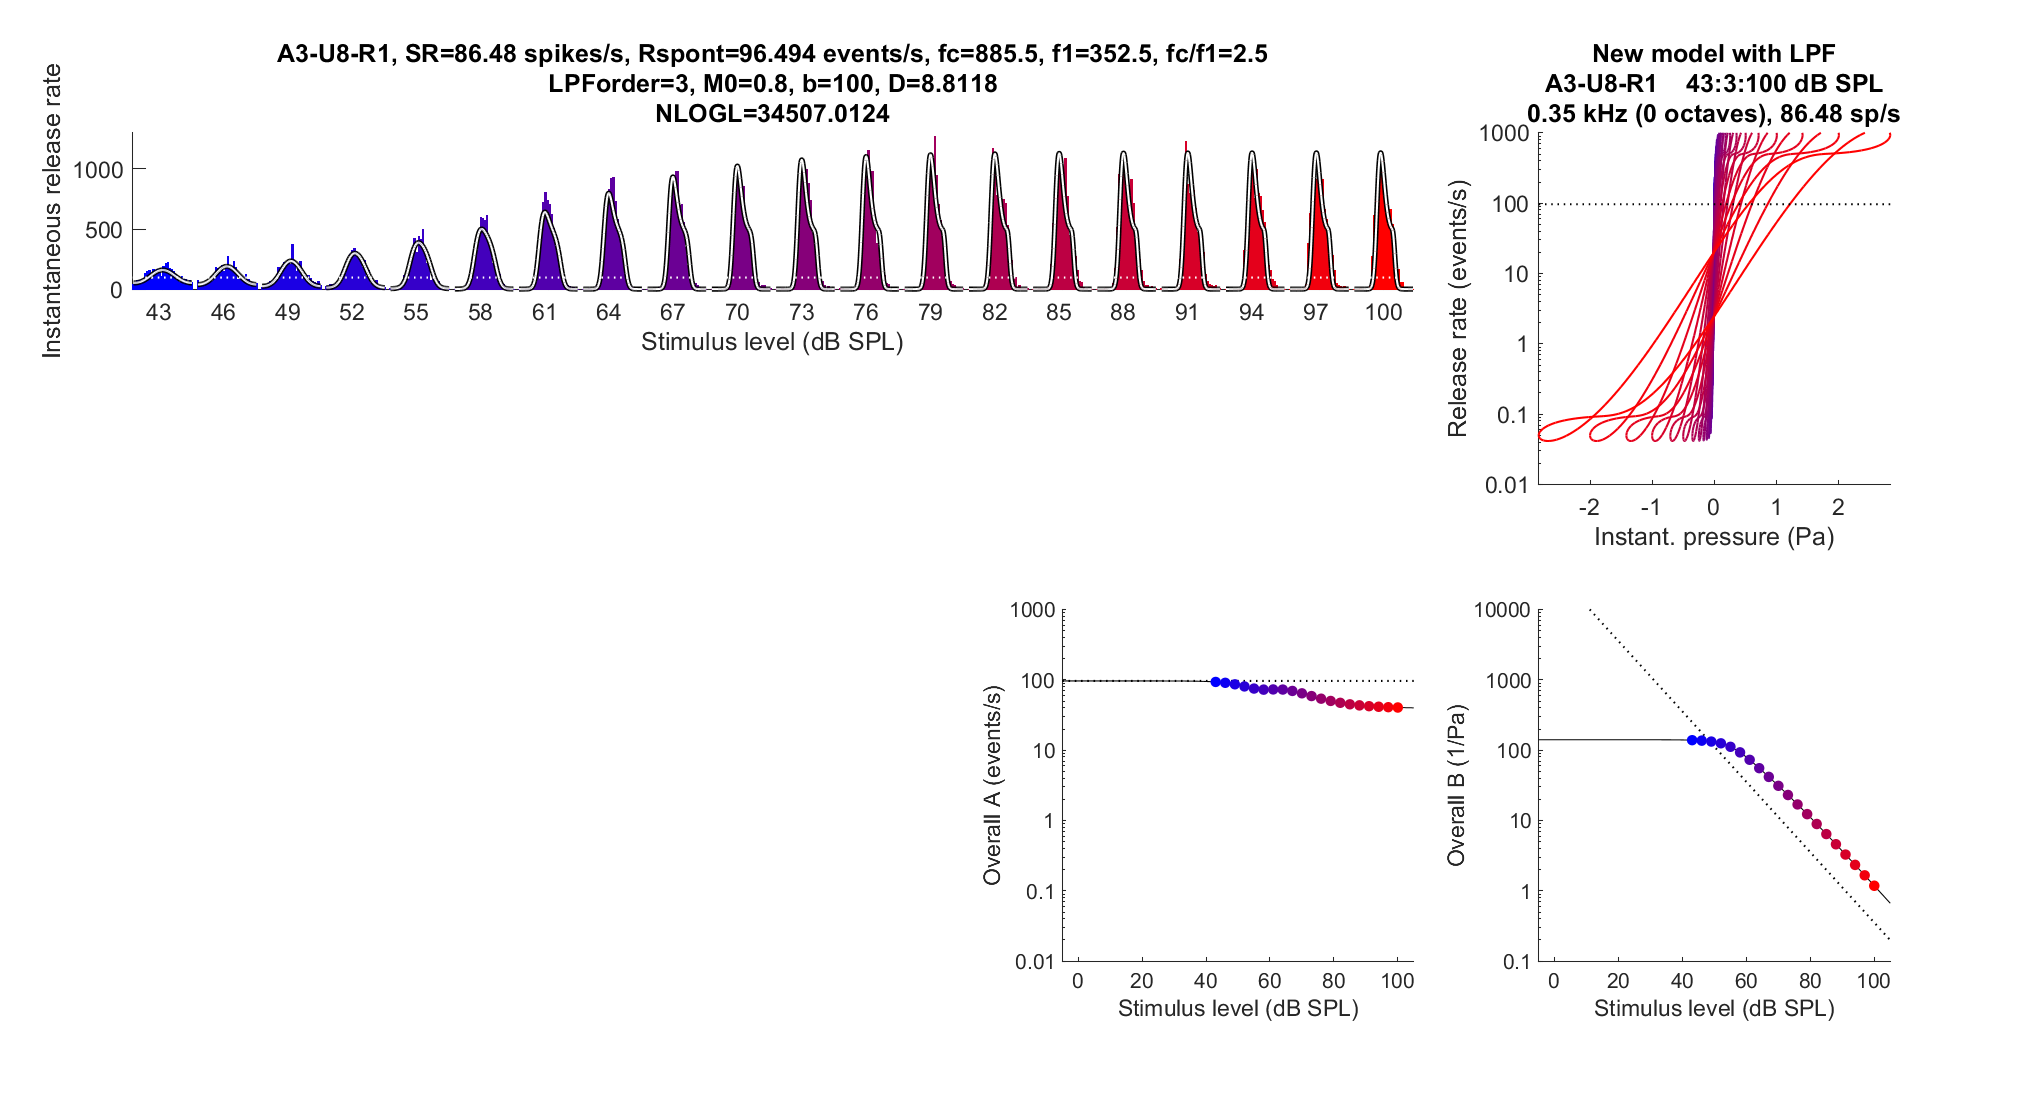 A3-U8-R1, SR=86.48 spikes/s, Rspont=96.494 events/s, fc=885.5, f1=352.5, fc/f1=2.5
LPForder=3, M0=0.8, b=100, D=8.8118
NLOGL=34507.0124
Instantaneous release rate
1000
500
0
43 46 49 52 55 58 61 64 67 70 73 76 79 82 85 88 91 94 97 100
Stimulus level (dB SPL)
New model with LPF
A3-U8-R1 43:3:100 dB SPL
0.35 kHz (0 octaves), 86.48 sp/s
Release rate (events/s)
1000
100
10
1
0.1
0.01
-2 -1 0 1 2
Instant. pressure (Pa)
Overall A (events/s)
1000
100
10
1
0.1
0.01
0 20 40 60 80 100
Stimulus level (dB SPL)
Overall B (1/Pa)
10000
1000
100
10
1
0.1
0 20 40 60 80 100
Stimulus level (dB SPL)